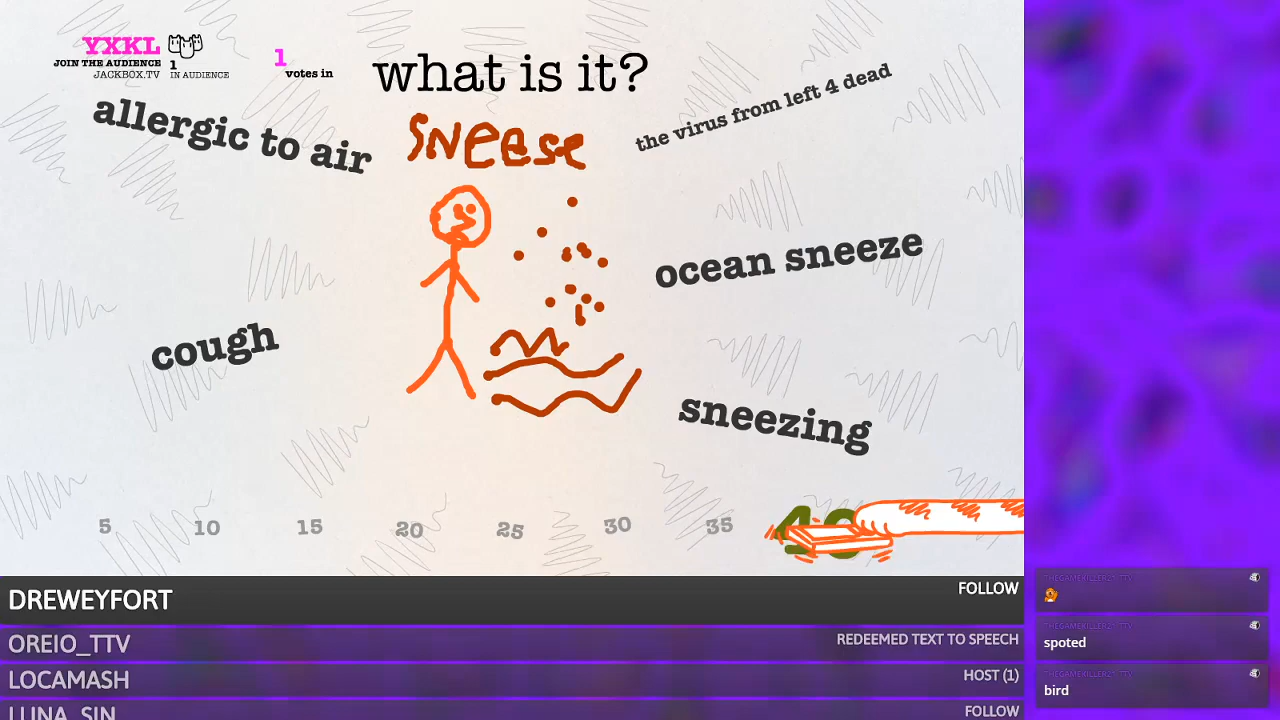 YXKL
JOIN THE AUDIENCE
JACKBOX.TV
1
IN AUDIENCE
1
votes in
what is it?
the virus from left 4 dead
allergic to air
SNeese
ocean sneeze
cough
sneezing
5 10 15 20 25 30 35 40
DREWEYFORT FOLLOW
OREIO_TTV REDEEMED TEXT TO SPEECH
LOCAMASH HOST (1)
LUNA_SIN FOLLOW
spoted
bird